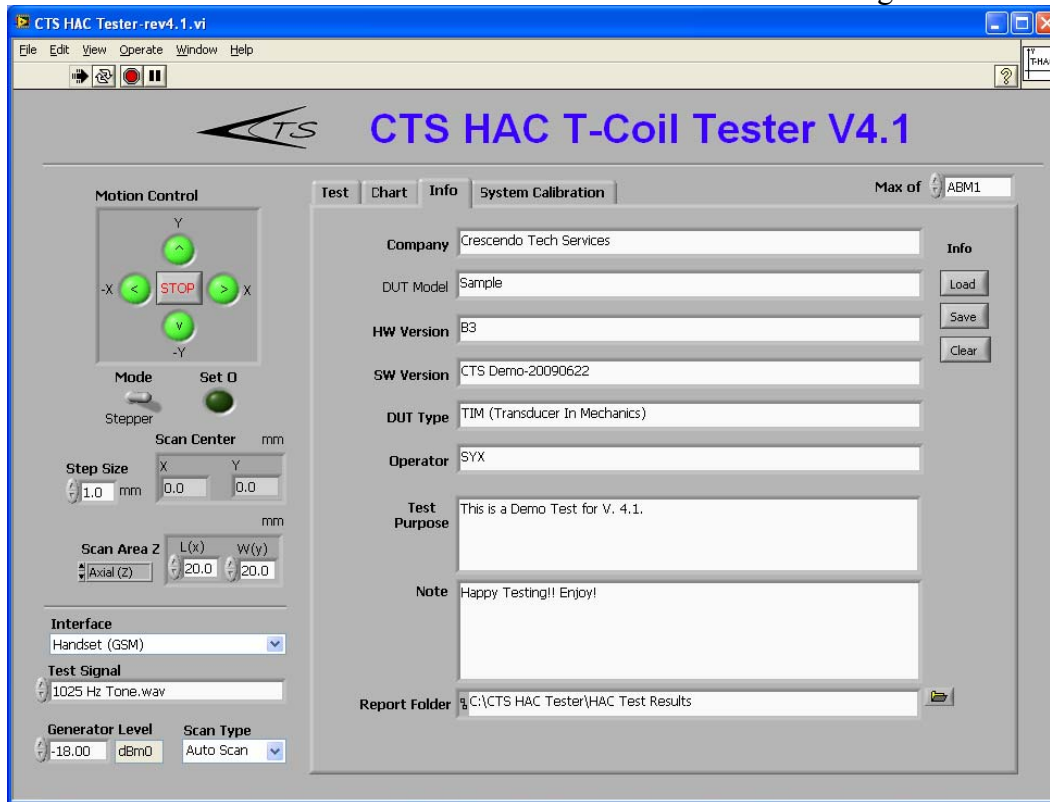 CTS HAC Tester-rev4.1.vi
File Edit View Operate Window Help
T-HA
CTS
CTS HAC T-Coil Tester V4.1
Motion Control
Y
-X < STOP > X
-Y
Mode Set 0
Stepper
Scan Center mm
Step Size X Y
1.0 mm 0.0 0.0
mm
Scan Area Z L(x) W(y)
Axial (Z) 20.0 20.0
Interface
Handset (GSM)
Test Signal
1025 Hz Tone.wav
Generator Level Scan Type
-18.00 dBm0 Auto Scan
Test Chart Info System Calibration
Max of ABM1
Company Crescendo Tech Services
DUT Model Sample
HW Version B3
SW Version CTS Demo-20090622
DUT Type TIM (Transducer In Mechanics)
Operator SYX
Test Purpose This is a Demo Test for V. 4.1.
Note Happy Testing!! Enjoy!
Report Folder C:\CTS HAC Tester\HAC Test Results
Info
Load
Save
Clear